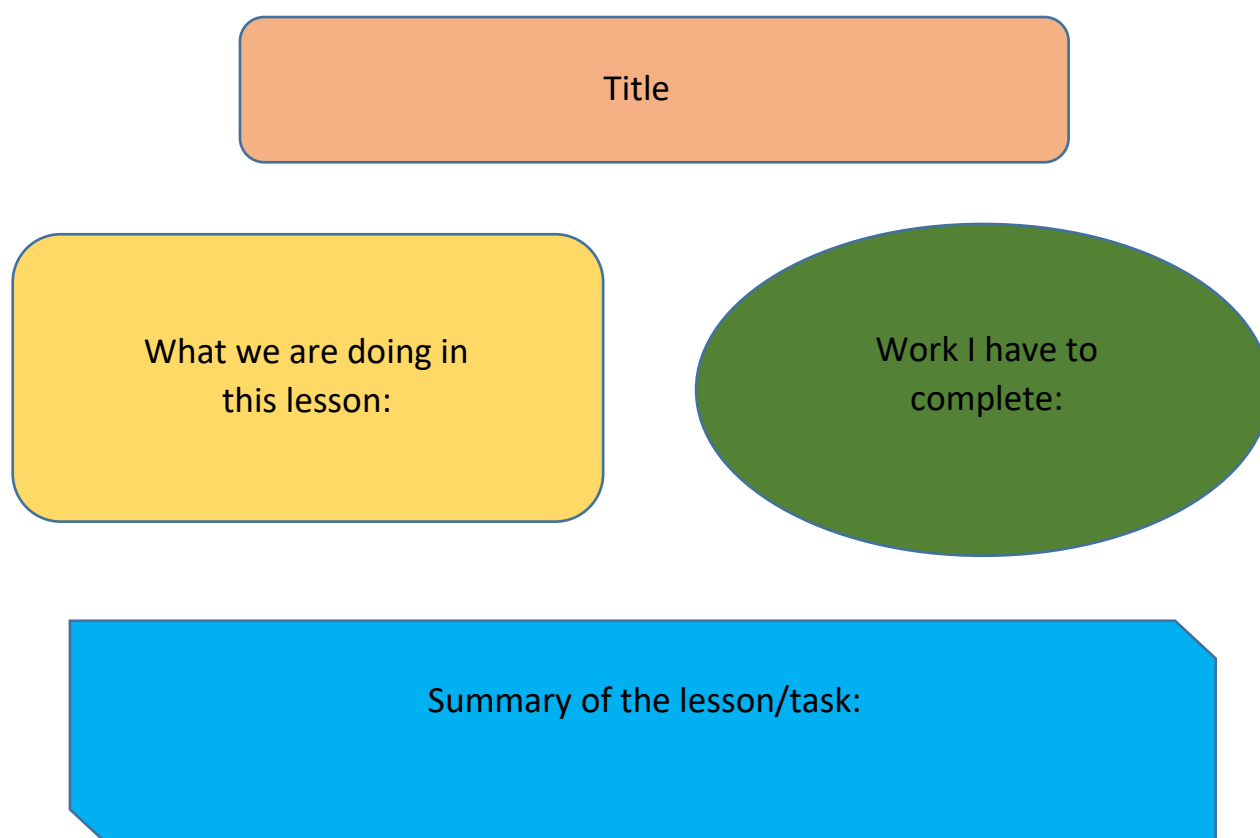 Title
What we are doing in
this lesson:
Work I have to
complete:
Summary of the lesson/task: